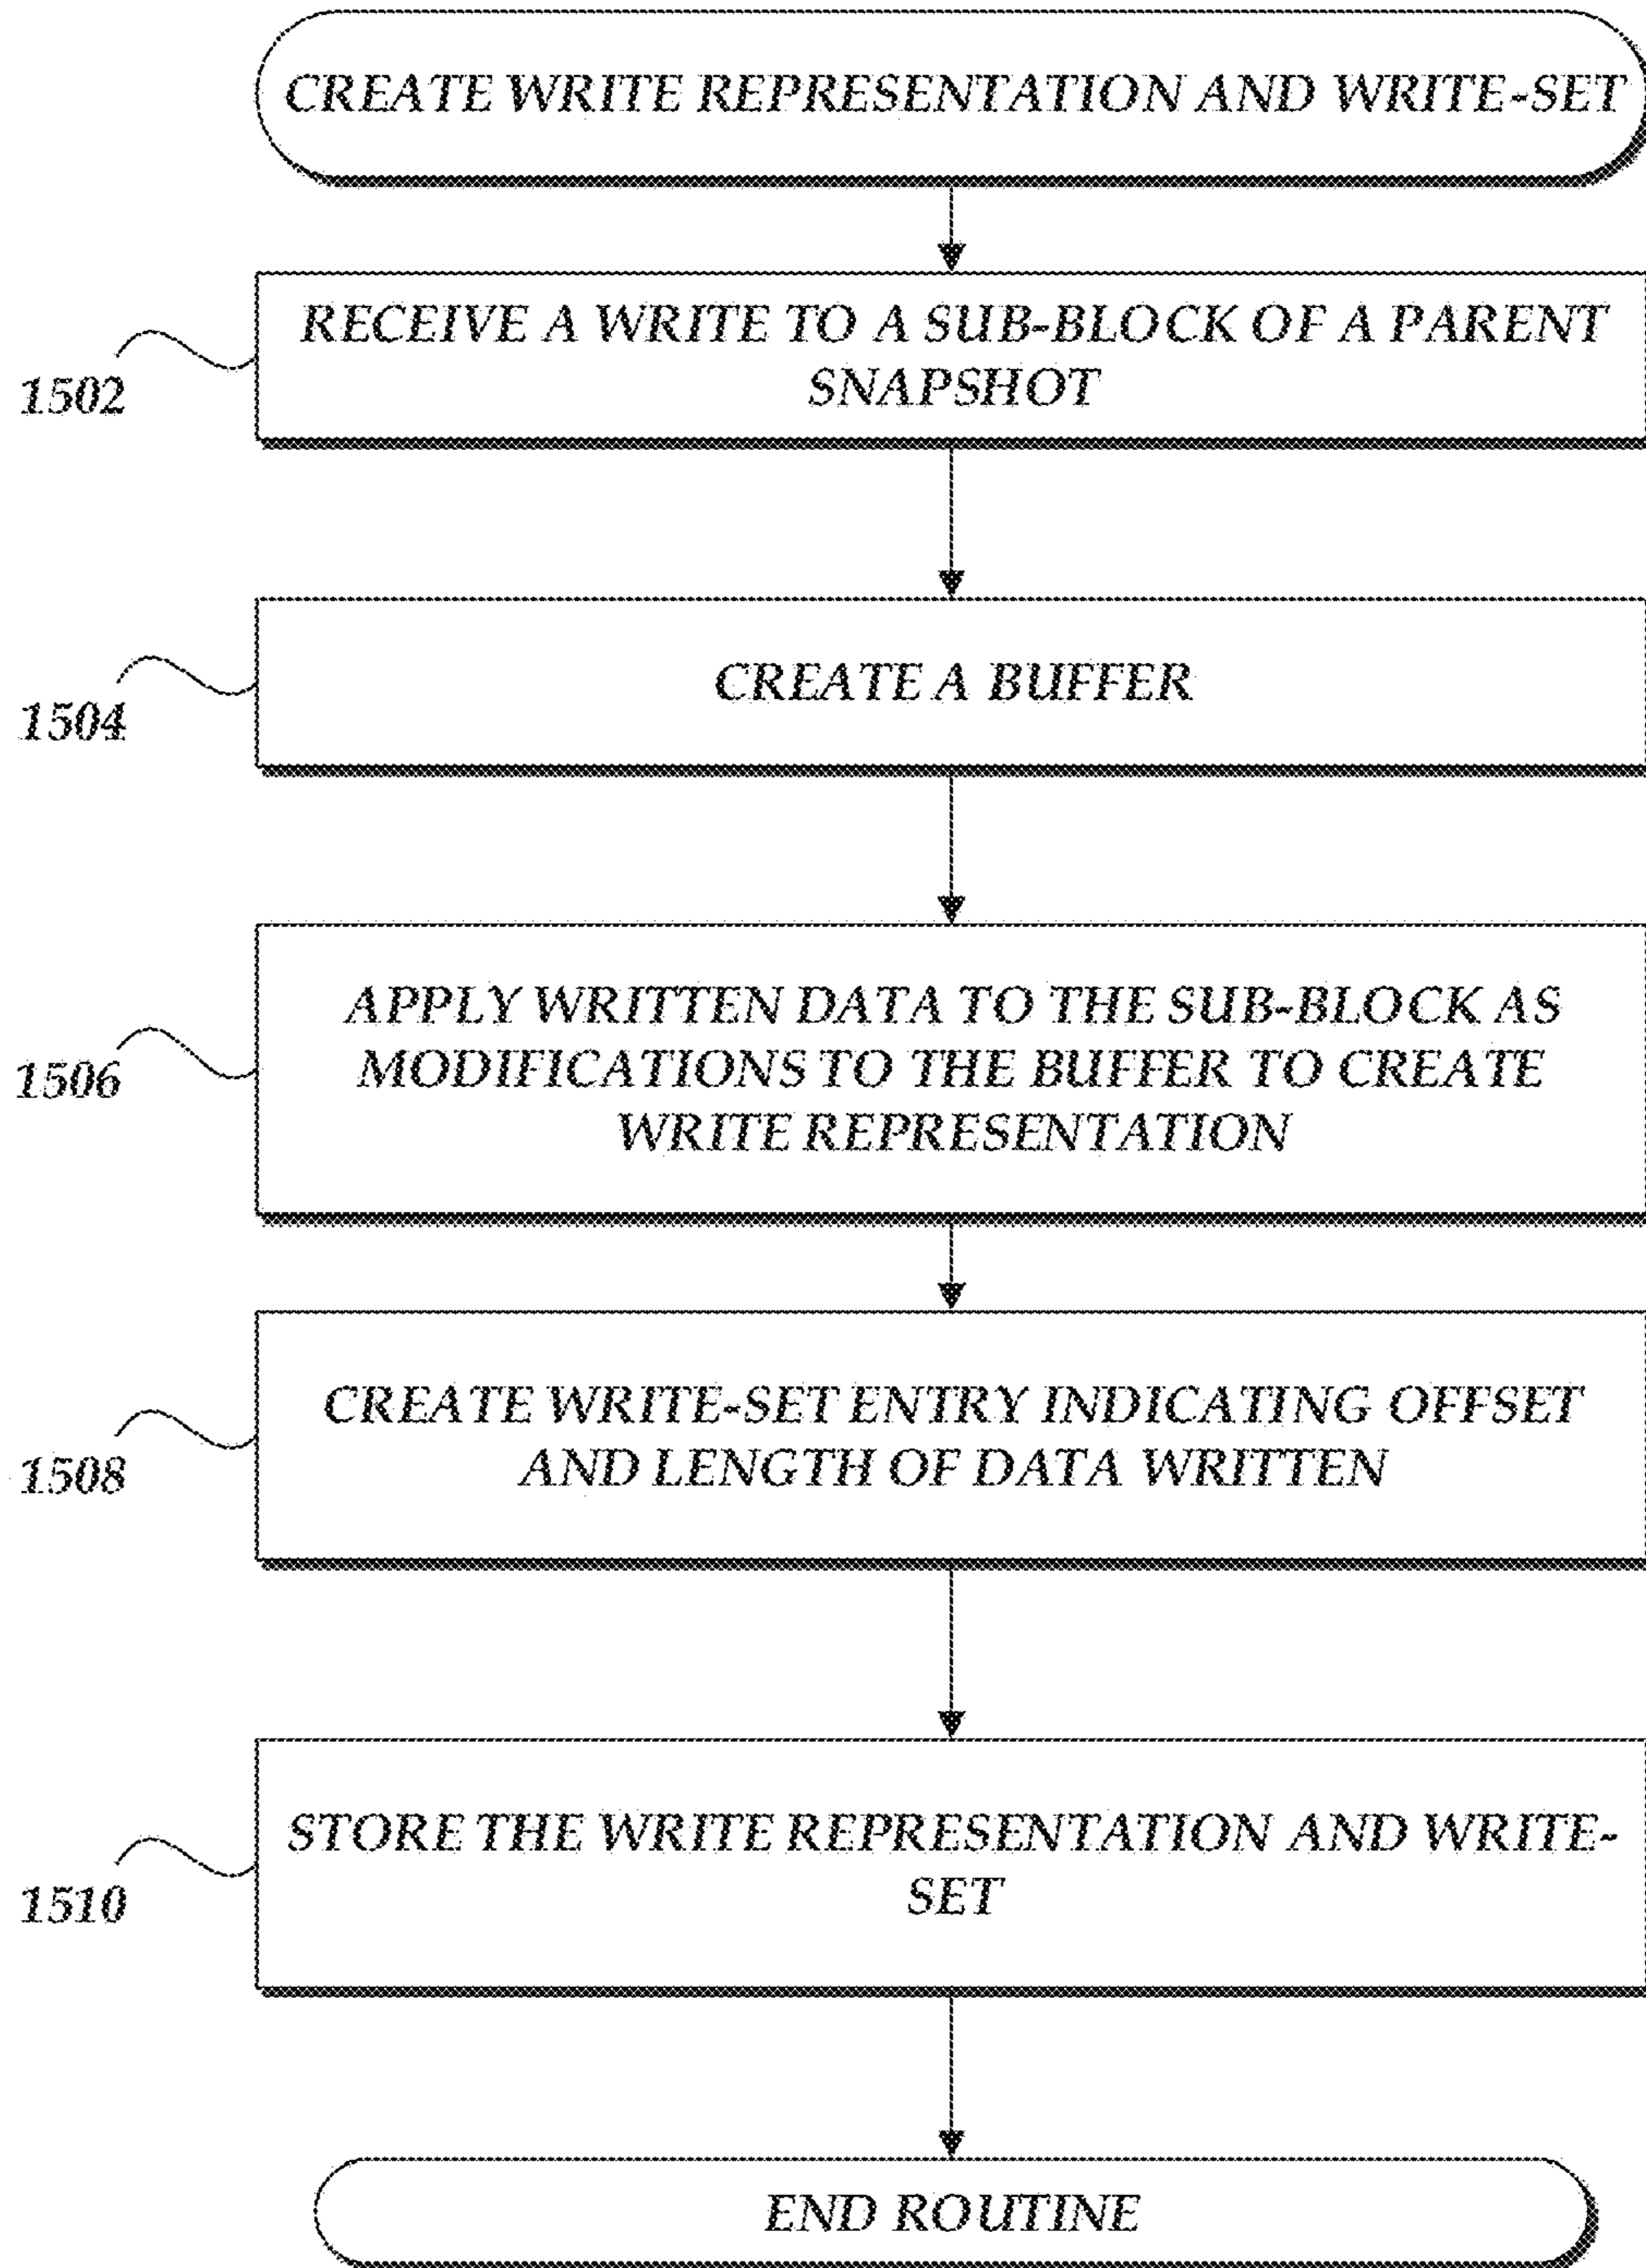 CREATE WRITE REPRESENTATION AND WRITE-SET
RECEIVE A WRITE TO A SUB-BLOCK OF A PARENT
SNAPSHOT
1502
CREATE A BUFFER
1504
APPLY WRITTEN DATA TO THE SUB-BLOCK AS
MODIFICATIONS TO THE BUFFER TO CREATE
WRITE REPRESENTATION
1506
CREATE WRITE-SET ENTRY INDICATING OFFSET
AND LENGTH OF DATA WRITTEN
1508
STORE THE WRITE REPRESENTATION AND WRITE-
SET
1510
END ROUTINE